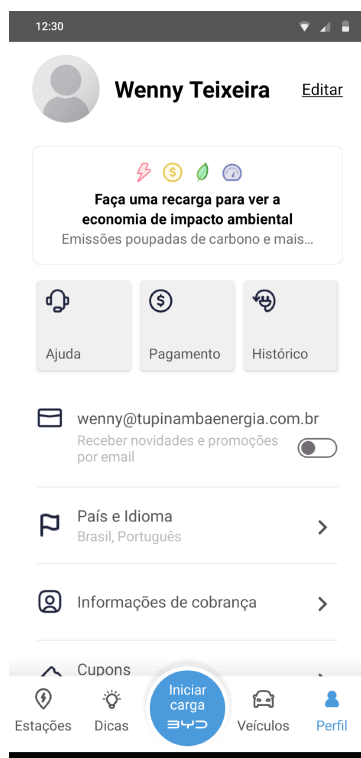 12:30
Wenny Teixeira
Editar
Faça uma recarga para ver a
economia de impacto ambiental
Emissões poupadas de carbono e mais...
Ajuda
Pagamento
Histórico
wenny@tupinambaenergia.com.br
Receber novidades e promoções
por email
País e Idioma
Brasil, Português
Informações de cobrança
Cupons
Iniciar
carga
BYD
Estações
Dicas
Veículos
Perfil